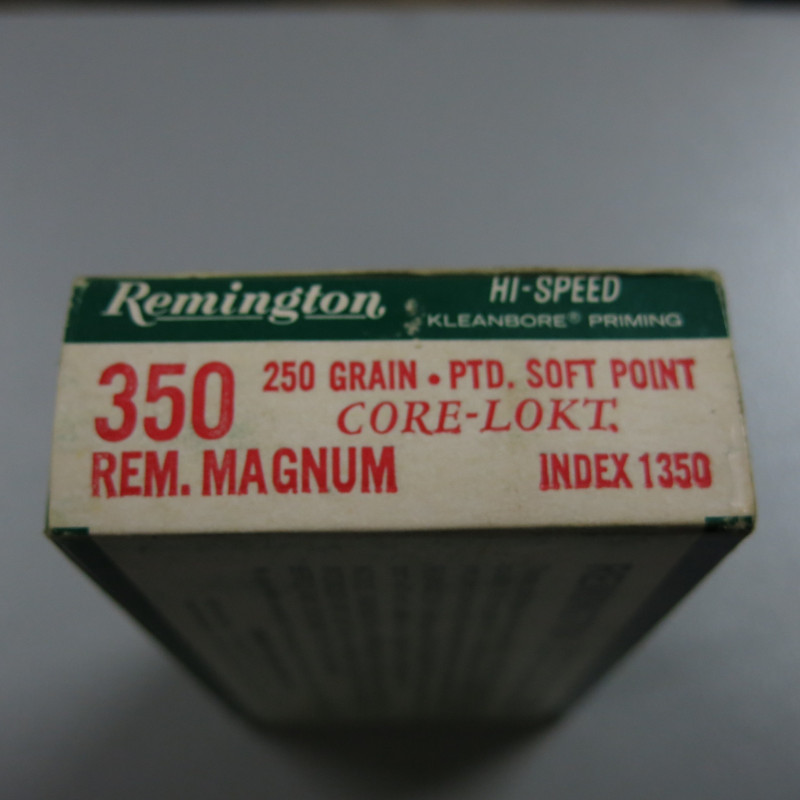 Remington HI-SPEED
KLEANBORE® PRIMING
350 250 GRAIN • PTD. SOFT POINT
CORE-LOKT.
REM. MAGNUM INDEX 1350